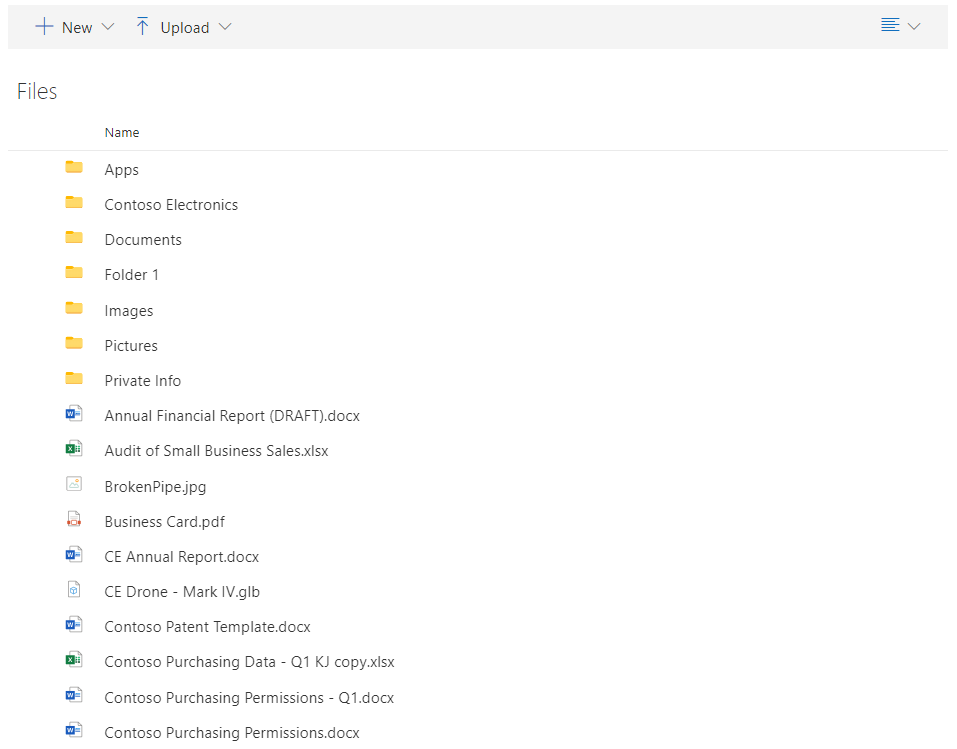 New Upload
Files
Name
Apps
Contoso Electronics
Documents
Folder 1
Images
Pictures
Private Info
Annual Financial Report (DRAFT).docx
Audit of Small Business Sales.xlsx
BrokenPipe.jpg
Business Card.pdf
CE Annual Report.docx
CE Drone - Mark IV.glb
Contoso Patent Template.docx
Contoso Purchasing Data - Q1 KJ copy.xlsx
Contoso Purchasing Permissions - Q1.docx
Contoso Purchasing Permissions.docx